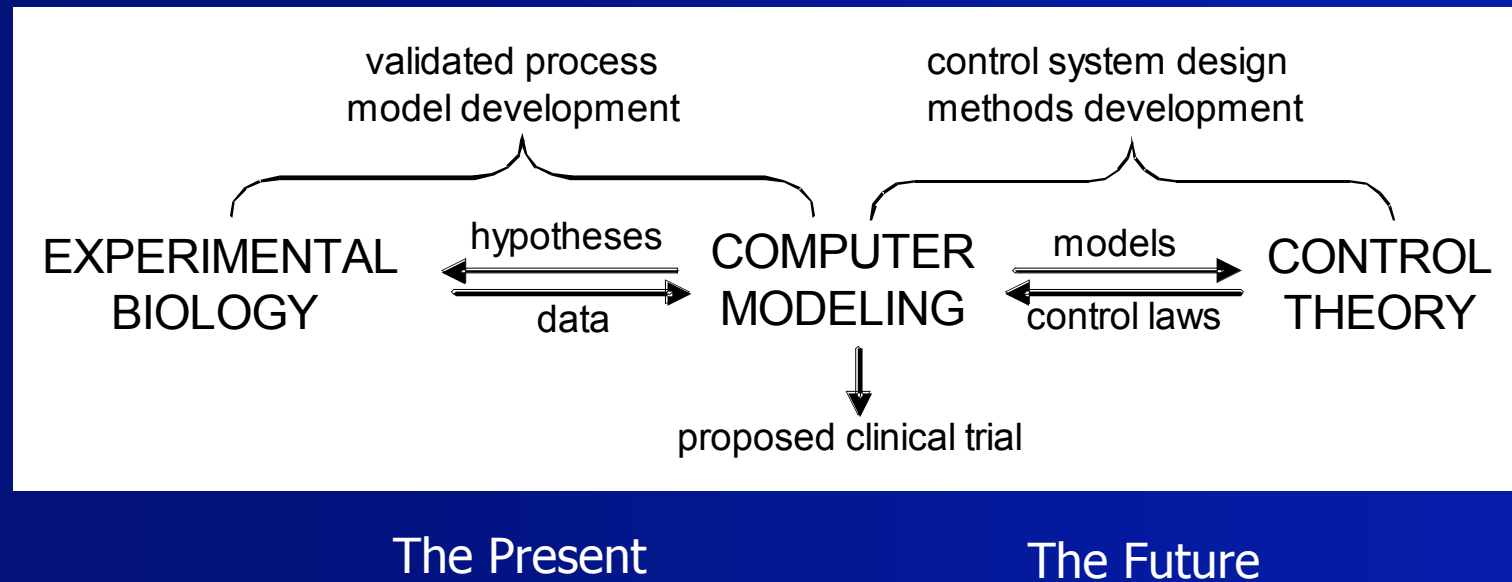 validated process
model development
control system design
methods development
EXPERIMENTAL
BIOLOGY
hypotheses
data
COMPUTER
MODELING
models
control laws
CONTROL
THEORY
proposed clinical trial
The Present
The Future